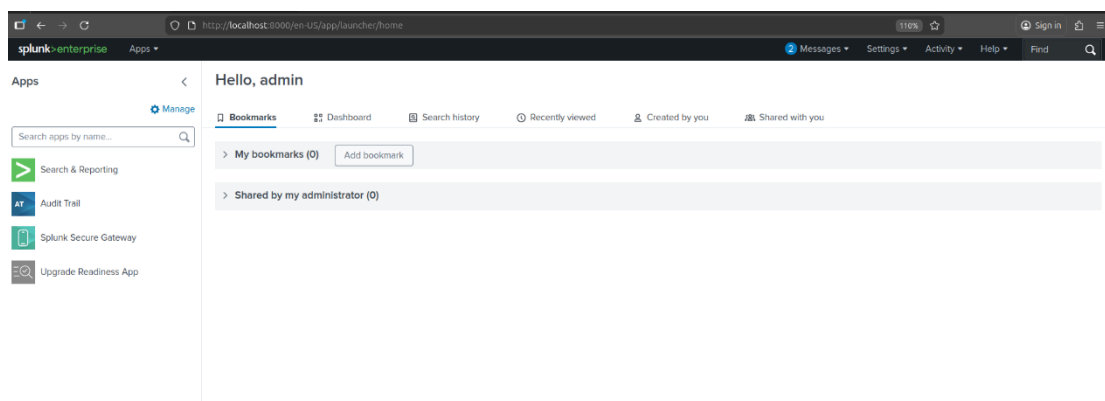 http://localhost:8000/en-US/app/launcher/home 110% Sign in
splunk>enterprise Apps 2 Messages Settings Activity Help Find
Apps
Manage
Search apps by name...
Search & Reporting
AT Audit Trail
Splunk Secure Gateway
Upgrade Readiness App
Hello, admin
Bookmarks Dashboard Search history Recently viewed Created by you Shared with you
My bookmarks (0) Add bookmark
Shared by my administrator (0)